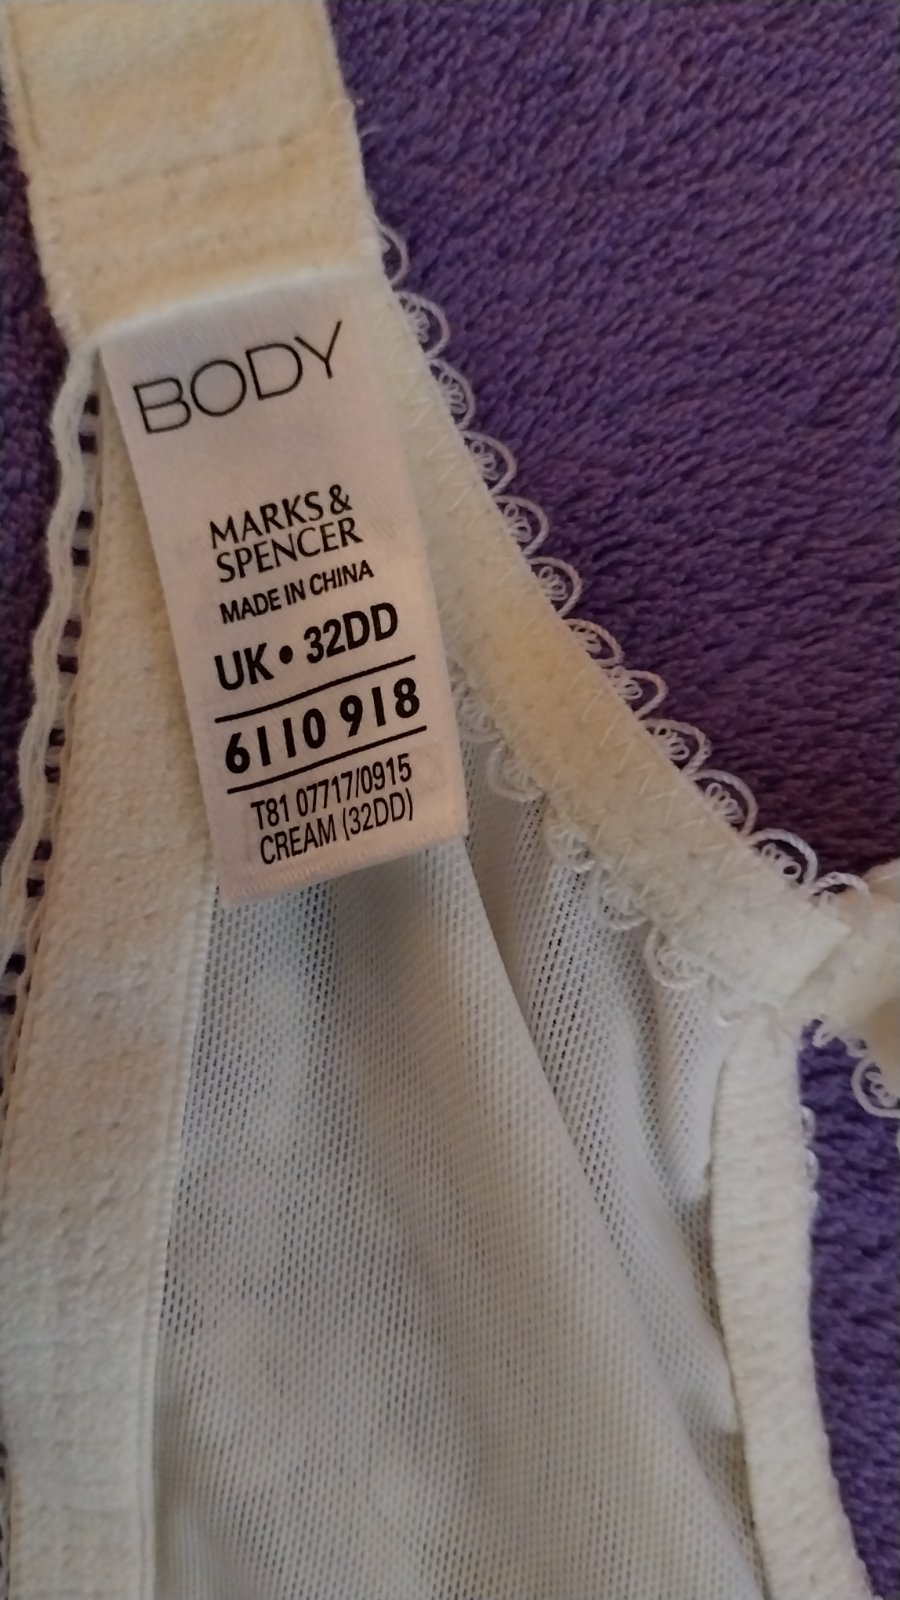 BODY
MARKS &
SPENCER
MADE IN CHINA
UK • 32DD
6110 918
T81 07717/0915
CREAM (32DD)